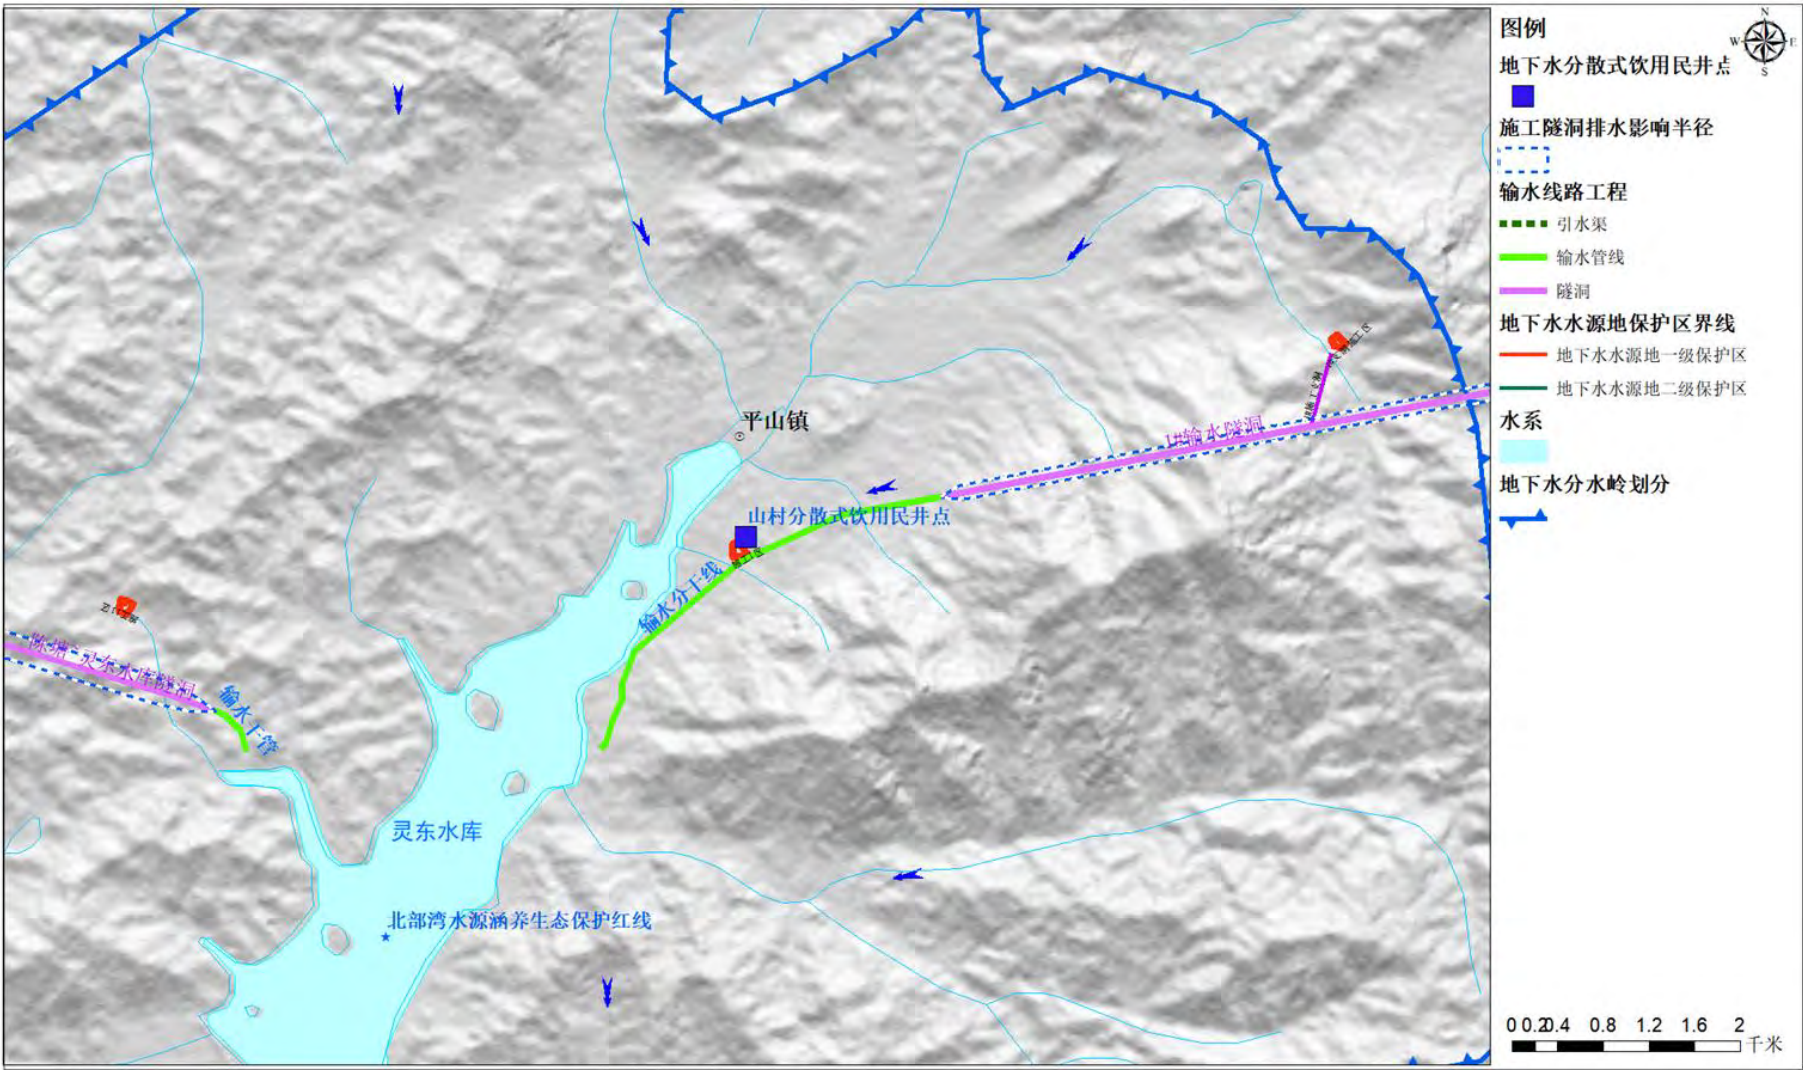 平山镇
1#输水隧洞
山村分散式饮用民井点
输水分干线
陈塘~灵东水库隧洞
输水干管
灵东水库
北部湾水源涵养生态保护红线
图例
N
W
E
S
地下水分散式饮用民井点
施工隧洞排水影响半径
输水线路工程
引水渠
输水管线
隧洞
地下水水源地保护区界线
地下水水源地一级保护区
地下水水源地二级保护区
水系
地下水分水岭划分
0 0.20.4 0.8 1.2 1.6 2
千米